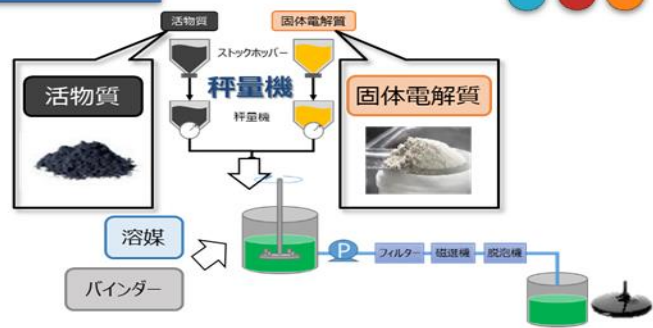 活物質
固体電解質
ストックホッパー
活物質
秤量機
固体電解質
秤量機
溶媒
バインダー
P
フィルター
磁選機
脱泡機